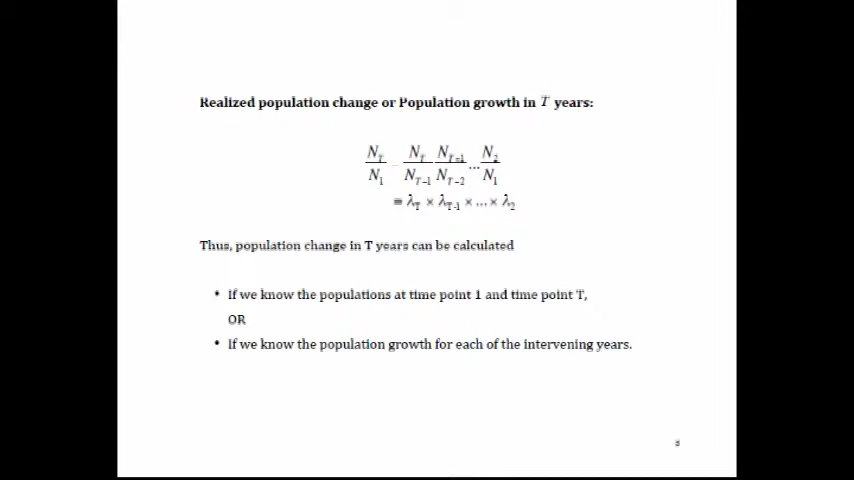 Realized population change or Population growth in T years:
N_T / N_1 = N_T / N_{T-1} N_{T-1} / N_{T-2} ... N_2 / N_1
= λ_T × λ_{T-1} × ... × λ_2
Thus, population change in T years can be calculated
• If we know the populations at time point 1 and time point T,
OR
• If we know the population growth for each of the intervening years.